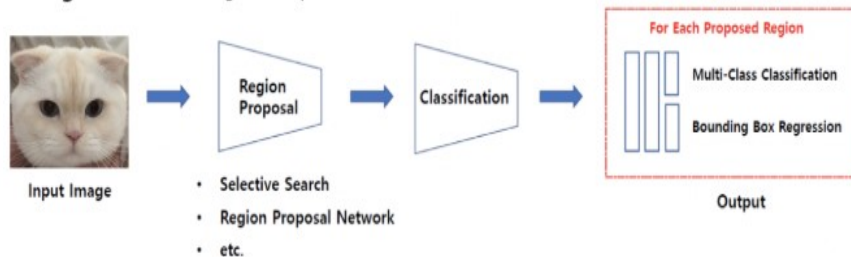 For Each Proposed Region
Region
Proposal
Classification
Multi-Class Classification
Bounding Box Regression
Input Image
• Selective Search
• Region Proposal Network
• etc.
Output